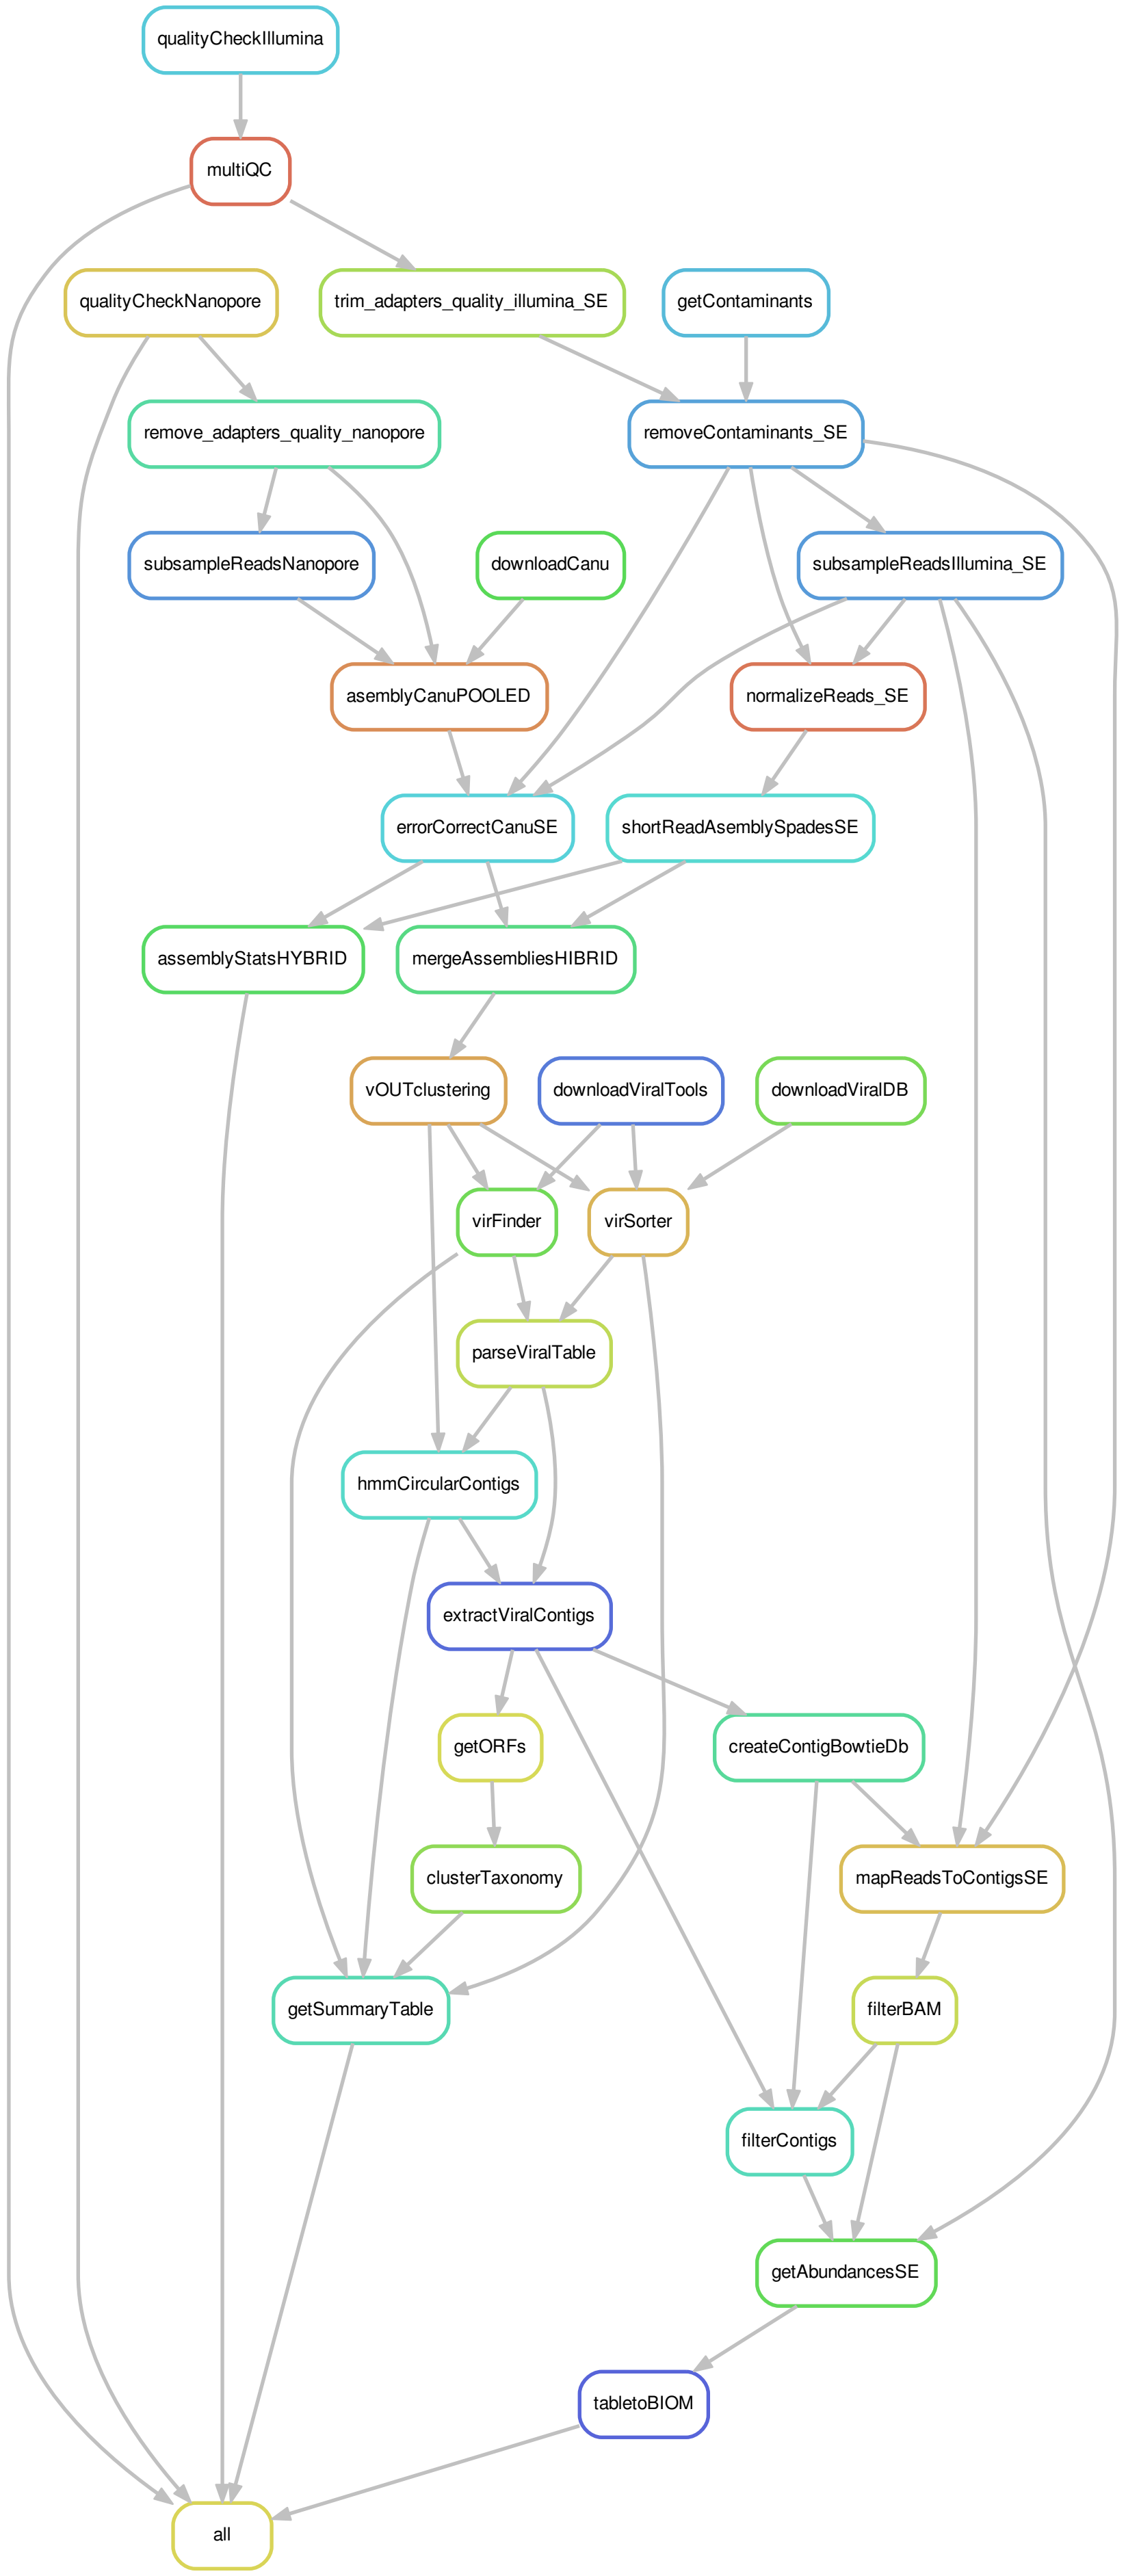 qualityCheckIllumina
multiQC
qualityCheckNanopore
trim_adapters_quality_illumina_SE
getContaminants
remove_adapters_quality_nanopore
removeContaminants_SE
subsampleReadsNanopore
downloadCanu
subsampleReadsIllumina_SE
asemblyCanuPOOLED
normalizeReads_SE
errorCorrectCanuSE
shortReadAsemblySpadesSE
assemblyStatsHYBRID
mergeAssembliesHIBRID
vOUTclustering
downloadViralTools
downloadViralDB
virFinder
virSorter
parseViralTable
hmmCircularContigs
extractViralContigs
getORFs
createContigBowtieDb
clusterTaxonomy
mapReadsToContigsSE
getSummaryTable
filterBAM
filterContigs
getAbundancesSE
tabletoBIOM
all